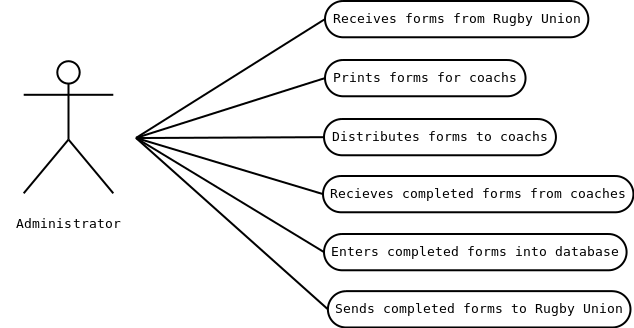 Receives forms from Rugby Union
Prints forms for coachs
Distributes forms to coachs
Recieves completed forms from coaches
Administrator
Enters completed forms into database
Sends completed forms to Rugby Union